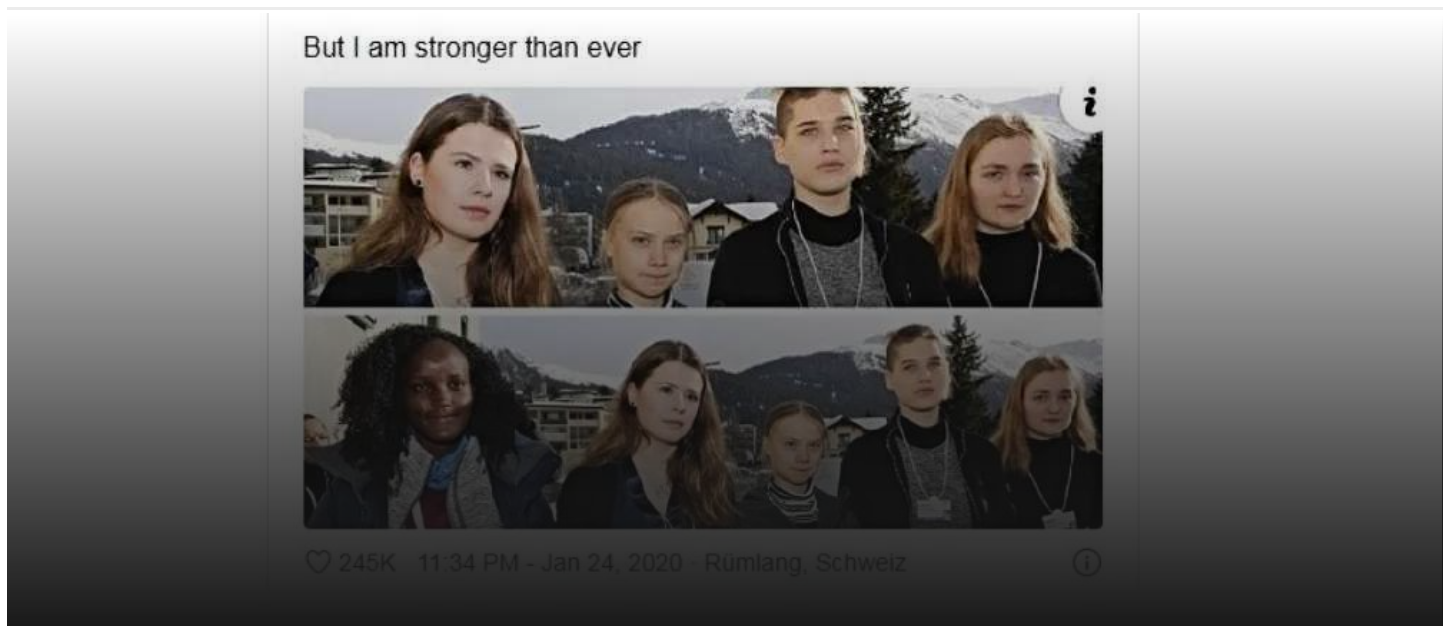 But I am stronger than ever
245K 11:34 PM - Jan 24, 2020 · Rümlang, Schweiz